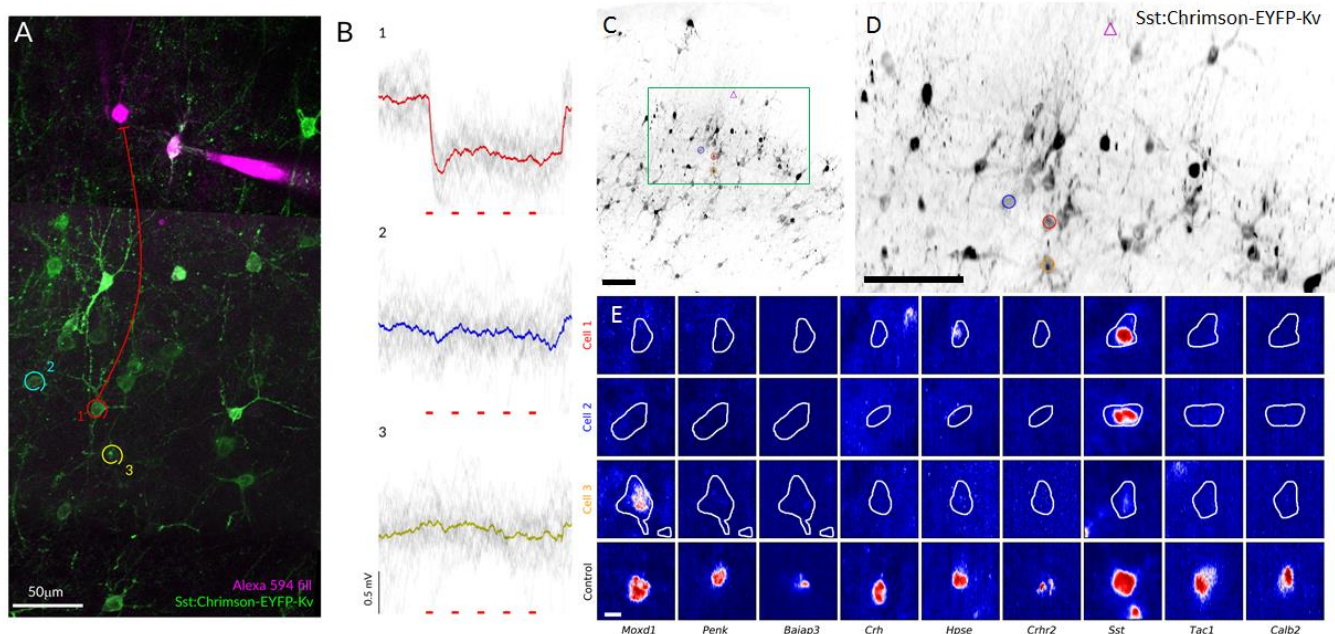 A
2
1
3
50µm
Alexa 594 fill
Sst:Chrimson-EYFP-Kv
B
1
2
3
0.5 mV
C
D
Sst:Chrimson-EYFP-Kv
E
Cell 1
Cell 2
Cell 3
Control
Moxd1 Penk Baiap3 Crh Hpse Crhr2 Sst Tac1 Calb2